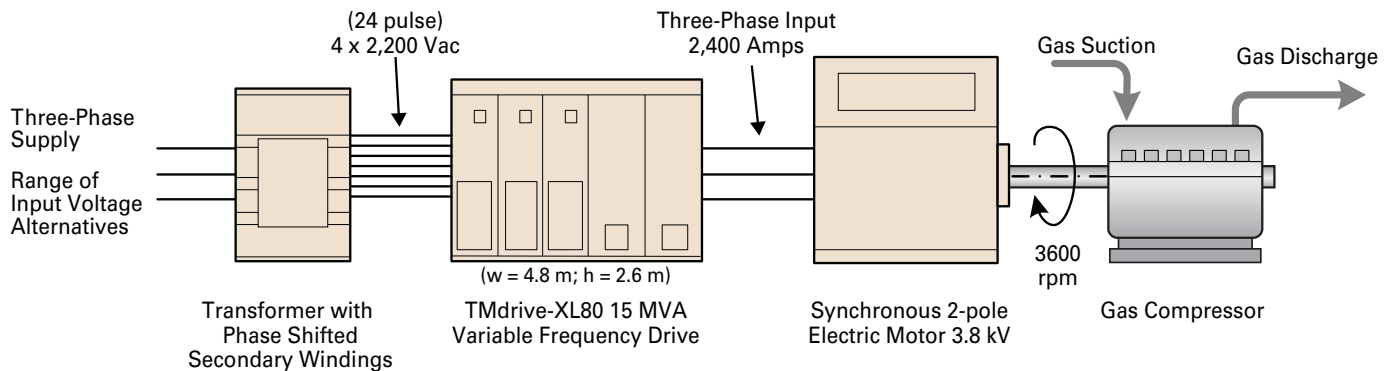 (24 pulse)
4 x 2,200 Vac
Three-Phase Input
2,400 Amps
Gas Suction
Gas Discharge
Three-Phase
Supply
Range of
Input Voltage
Alternatives
3600
rpm
(w = 4.8 m; h = 2.6 m)
Transformer with
Phase Shifted
Secondary Windings
TMdrive-XL80 15 MVA
Variable Frequency Drive
Synchronous 2-pole
Electric Motor 3.8 kV
Gas Compressor